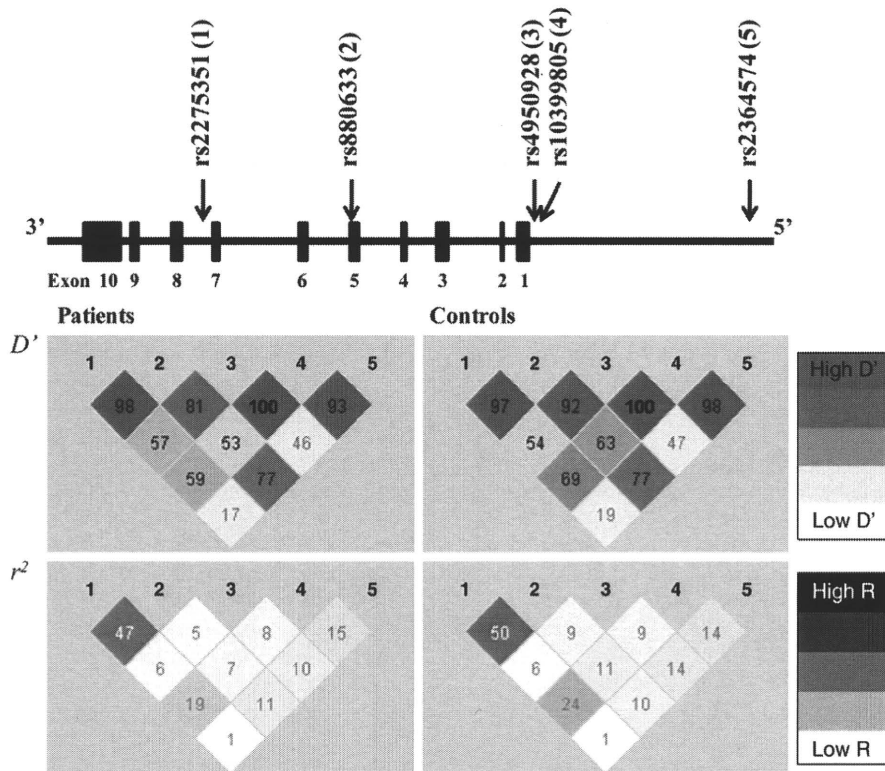 rs2275351 (1)
rs880633 (2)
rs4950928 (3)
rs10399805 (4)
rs2364574 (5)
3’ 5’
Exon 10 9 8 7 6 5 4 3 2 1
Patients Controls
D’
1 2 3 4 5
98 81 100 93
57 53 46
59 77
17
1 2 3 4 5
97 92 100 98
54 63 47
69 77
19
High D’
Low D’
r²
1 2 3 4 5
47 5 8 15
6 7 10
19 11
1
1 2 3 4 5
50 9 9 14
6 11 14
24 10
1
High R
Low R